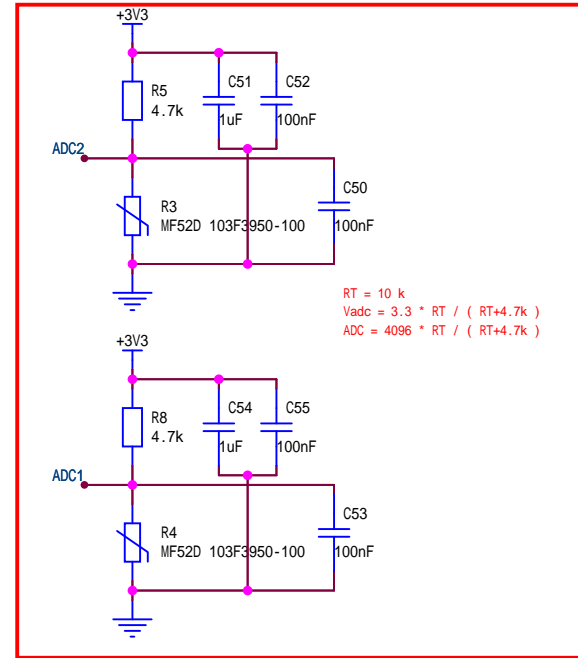 +3V3
R5
4.7k
C51
1uF
C52
100nF
ADC2
R3
MF52D 103F3950-100
C50
100nF
RT = 10 k
Vadc = 3.3 * RT / ( RT+4.7k )
ADC = 4096 * RT / ( RT+4.7k )
+3V3
R8
4.7k
C54
1uF
C55
100nF
ADC1
R4
MF52D 103F3950-100
C53
100nF